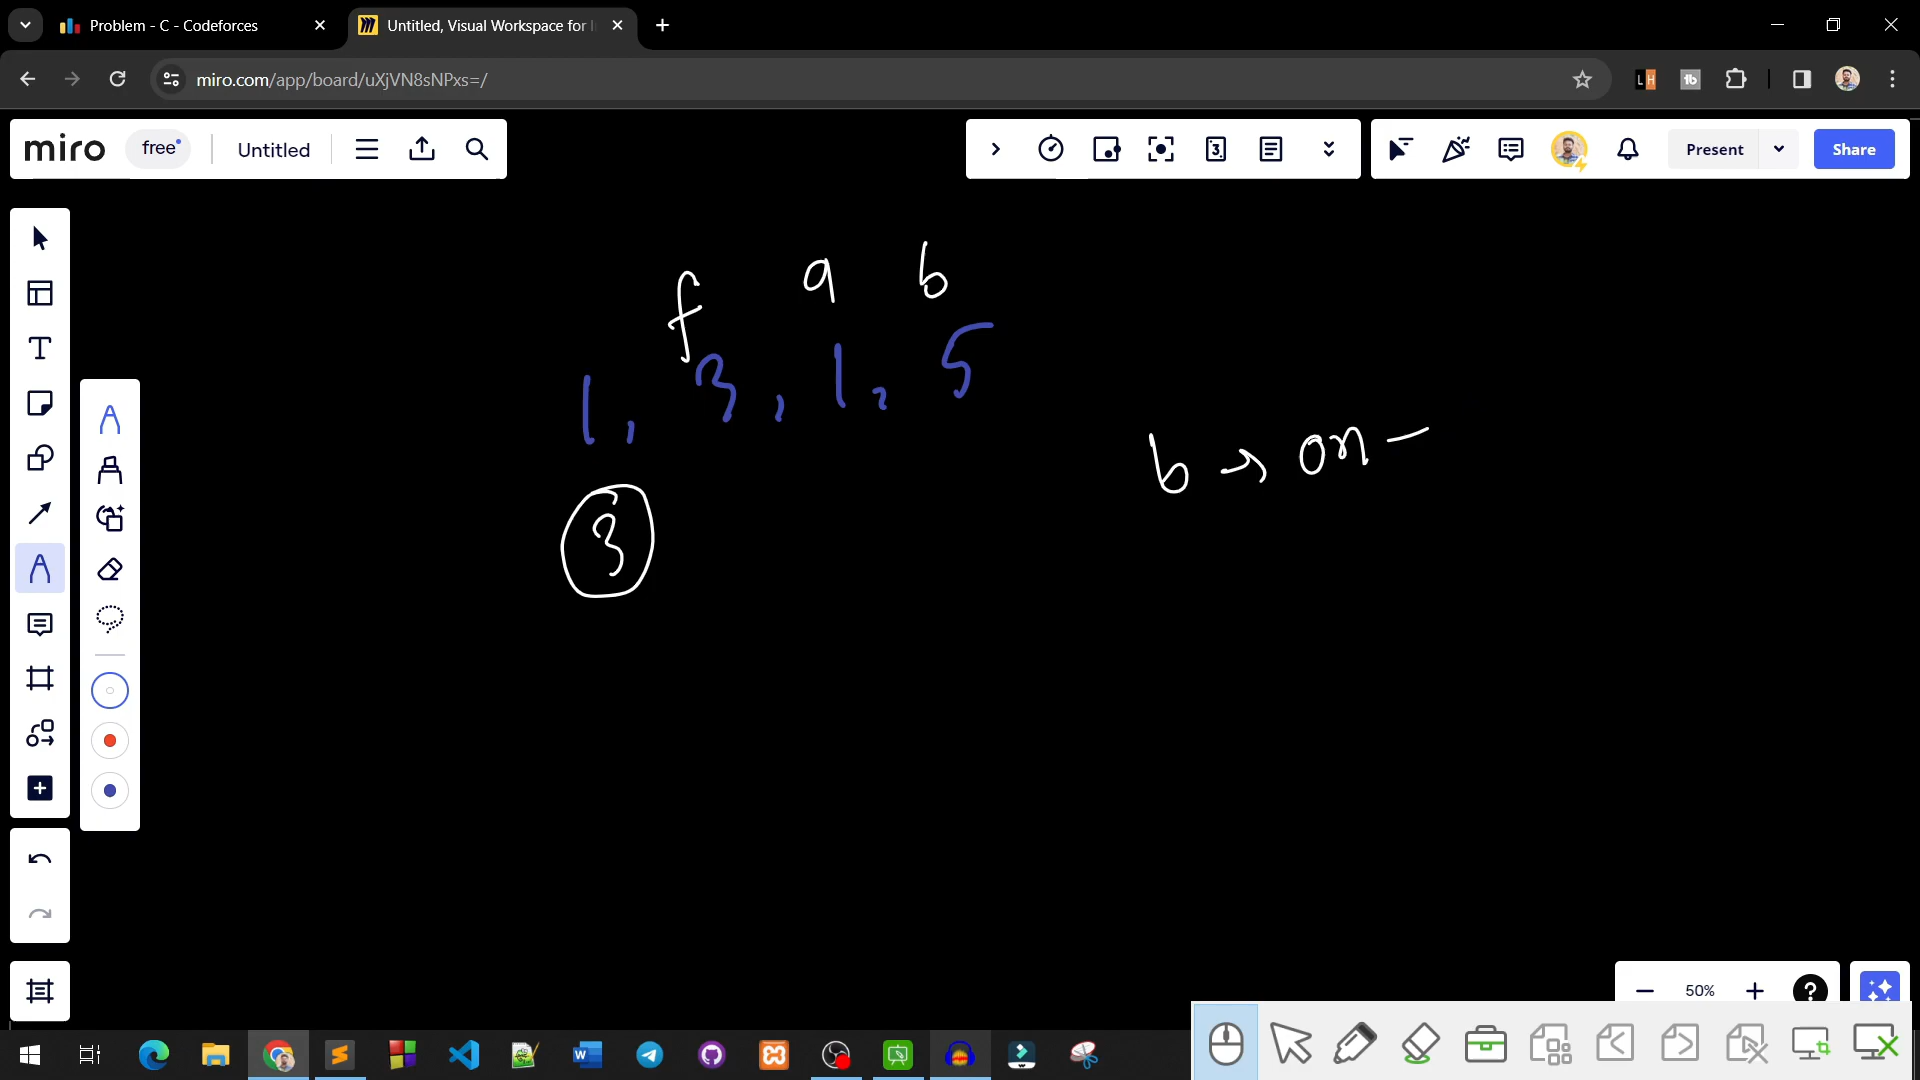 Problem - C - Codeforces
Untitled, Visual Workspace for I
miro.com/app/board/uXjVN8sNPxs=/
miro free Untitled
3
Present
Share
f a b
1, 3, 1, 5
b → on -
3
50%
?